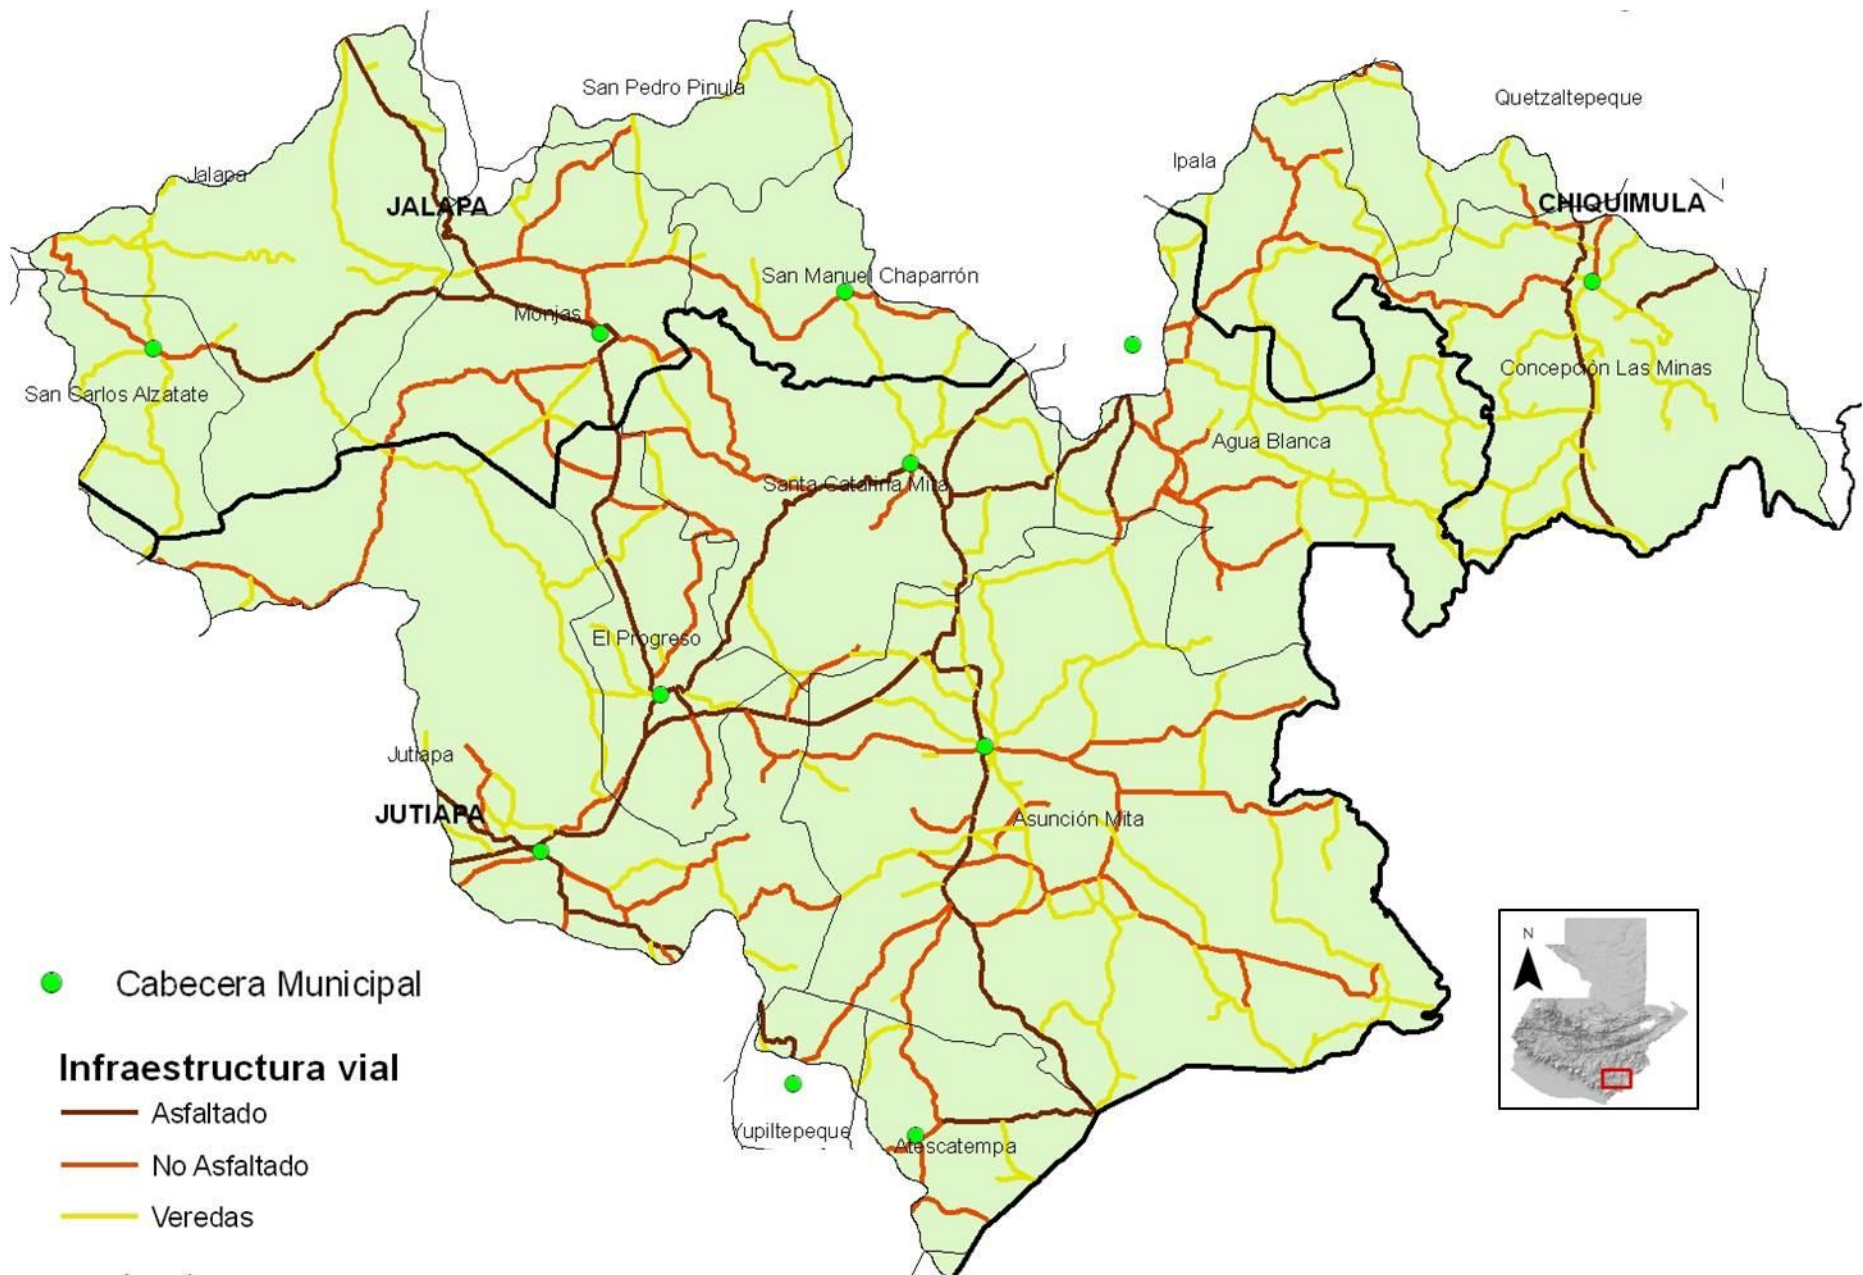 San Pedro Pinula
Quetzaltepeque
Ipala
Jalapa
JALAPA
CHIQUIMULA
San Manuel Chaparrón
Monjas
Concepción Las Minas
San Carlos Alzatate
Agua Blanca
Santa Catarina Mita
El Progreso
Jutiapa
JUTIAPA
Asunción Mita
N
Cabecera Municipal
Infraestructura vial
Asfaltado
Yupiltepeque
Atescatempa
No Asfaltado
Veredas